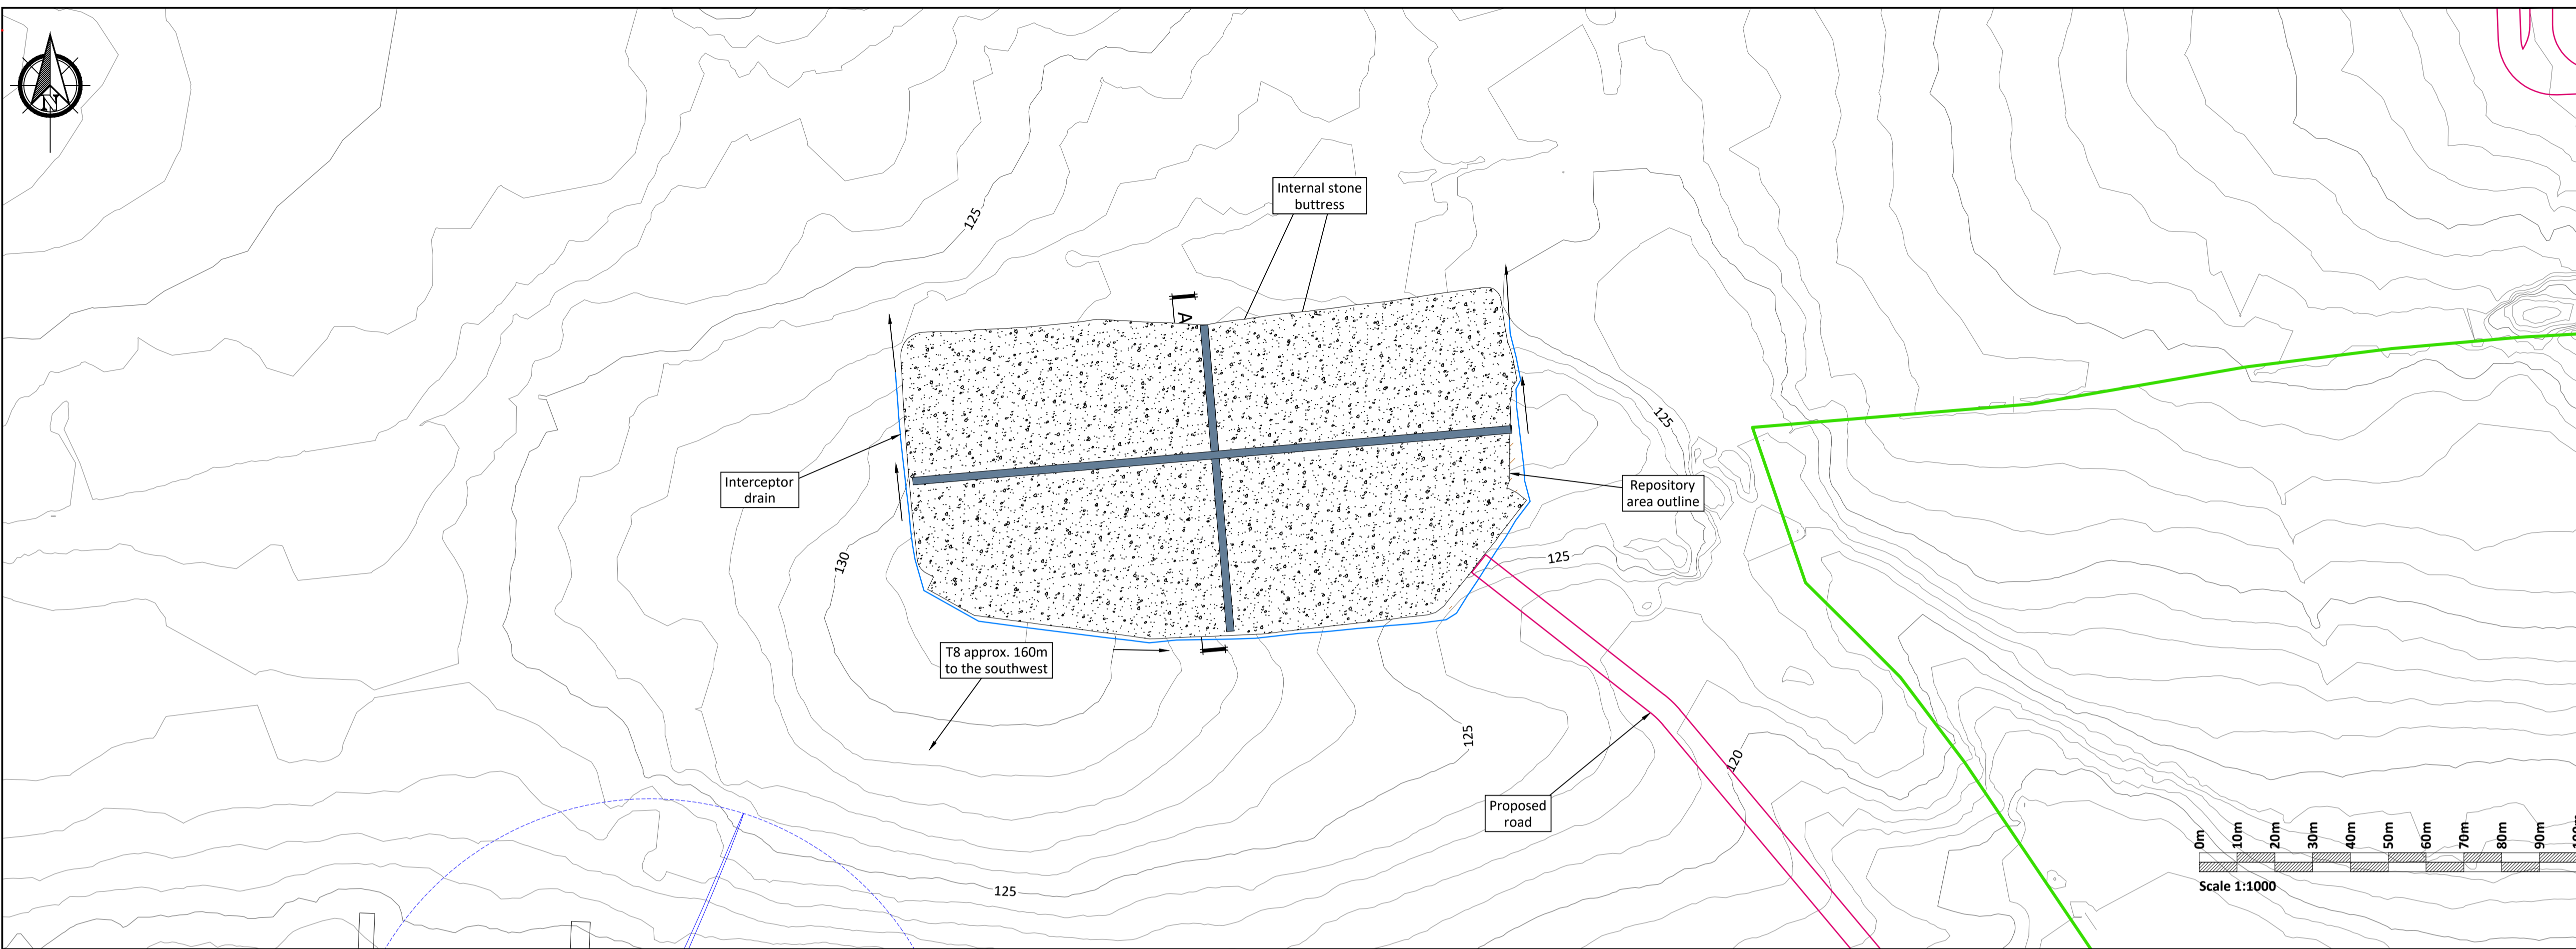 N
Internal stone
buttress
125
A
125
Interceptor
drain
Repository
area outline
130
125
T8 approx. 160m
to the southwest
125
120
Proposed
road
125
0m
10m
20m
30m
40m
50m
60m
70m
80m
90m
Scale 1:1000